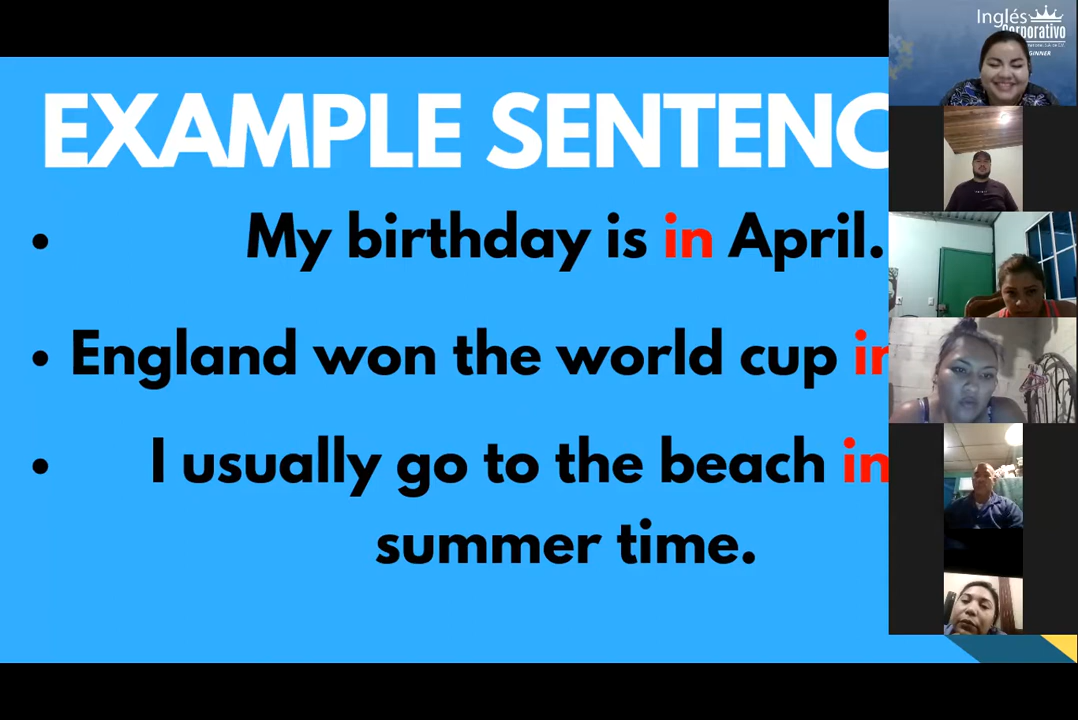 EXAMPLE SENTENC
• My birthday is in April.
• England won the world cup in
• I usually go to the beach in
summer time.
Inglés
Corporativo